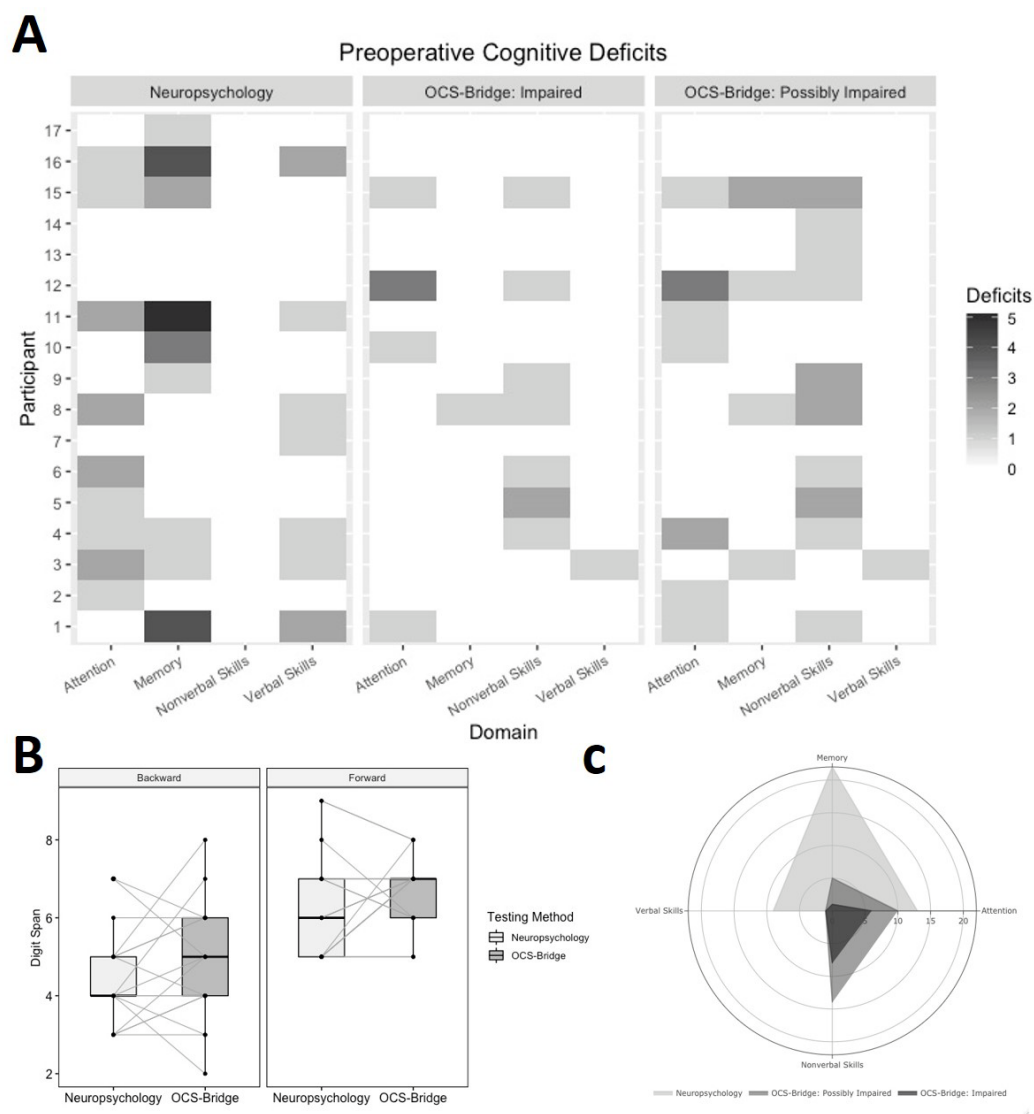 A
Preoperative Cognitive Deficits
Neuropsychology
OCS-Bridge: Impaired
OCS-Bridge: Possibly Impaired
17
16
15
14
13
12
11
10
9
8
7
6
5
4
3
2
1
Participant
Attention Memory Nonverbal Skills Verbal Skills
Attention Memory Nonverbal Skills Verbal Skills
Attention Memory Nonverbal Skills Verbal Skills
Domain
Deficits
5
4
3
2
1
0
B
Backward
Forward
8
6
4
2
Digit Span
Neuropsychology OCS-Bridge
Neuropsychology OCS-Bridge
Testing Method
Neuropsychology
OCS-Bridge
C
Memory
Verbal Skills
5 10 15 20
Attention
Nonverbal Skills
Neuropsychology
OCS-Bridge: Possibly Impaired
OCS-Bridge: Impaired